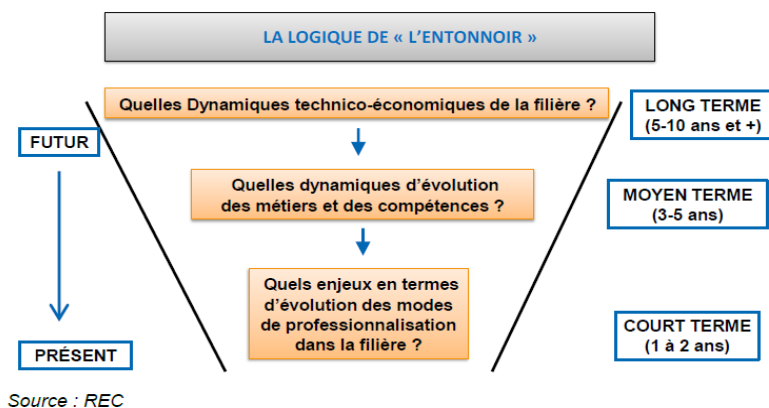 LA LOGIQUE DE « L'ENTONNOIR »
Quelles Dynamiques technico-économiques de la filière ?
LONG TERME
(5-10 ans et +)
FUTUR
Quelles dynamiques d'évolution
des métiers et des compétences ?
MOYEN TERME
(3-5 ans)
Quels enjeux en termes
d'évolution des modes
de professionnalisation
dans la filière ?
COURT TERME
(1 à 2 ans)
PRÉSENT
Source : REC